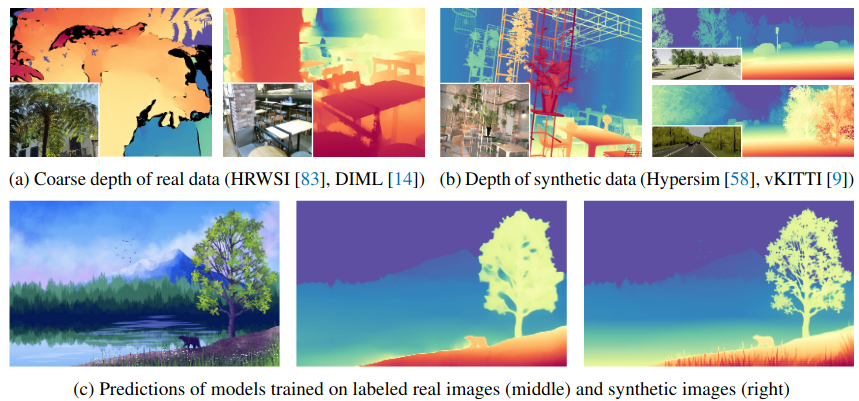 (a) Coarse depth of real data (HRWSI [83], DIML [14])
(b) Depth of synthetic data (Hypersim [58], vKITTI [9])
(c) Predictions of models trained on labeled real images (middle) and synthetic images (right)